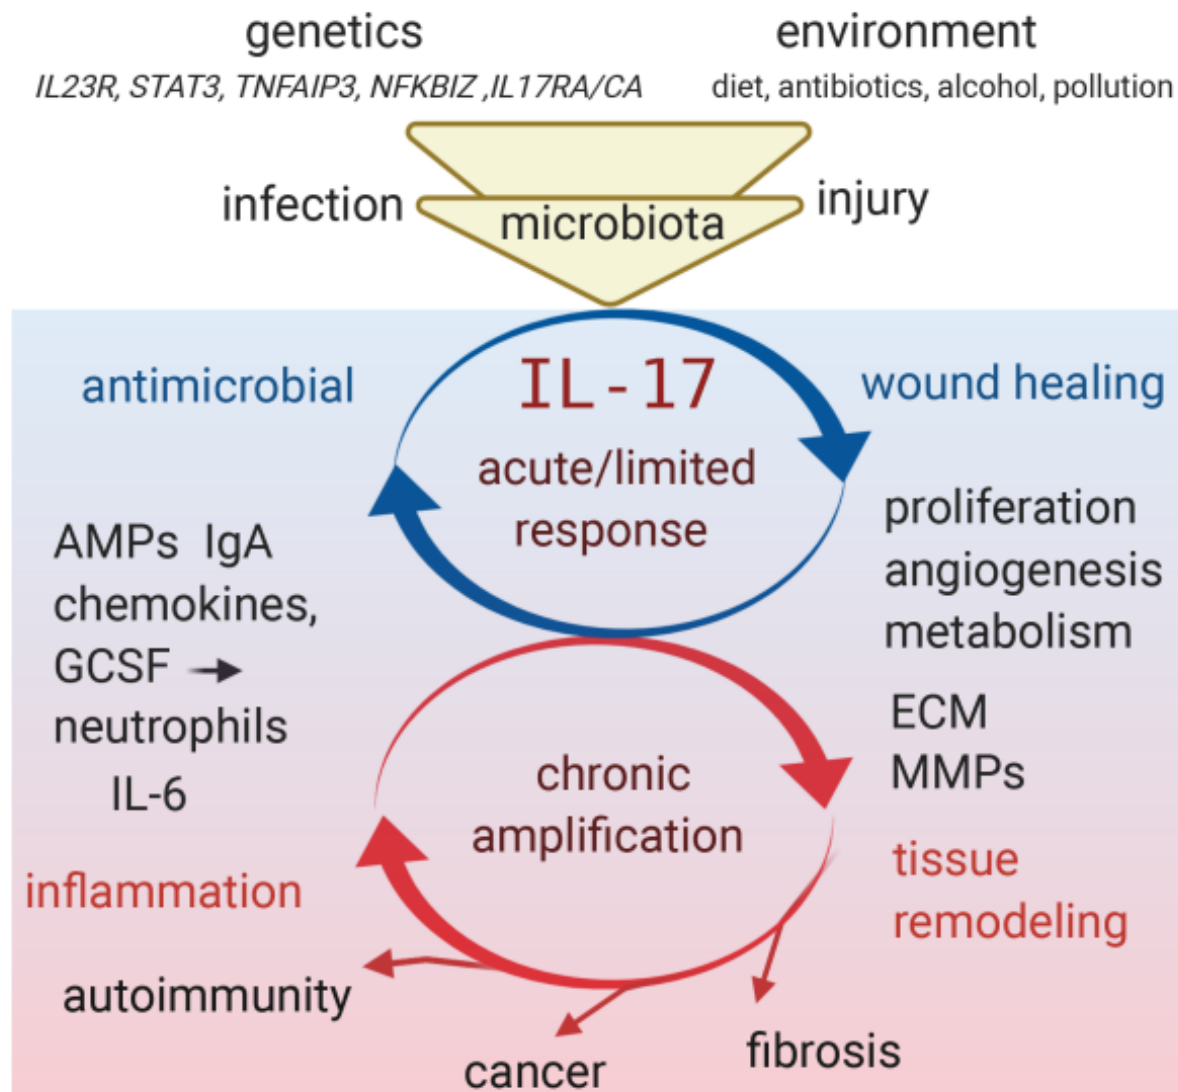 genetics
environment
IL23R, STAT3, TNFAIP3, NFKBIZ ,IL17RA/CA
diet, antibiotics, alcohol, pollution
infection
injury
microbiota
antimicrobial
IL-17
wound healing
acute/limited
response
AMPs IgA
chemokines,
GCSF →
neutrophils
IL-6
proliferation
angiogenesis
metabolism
ECM
MMPs
chronic
amplification
inflammation
tissue
remodeling
autoimmunity
cancer
fibrosis